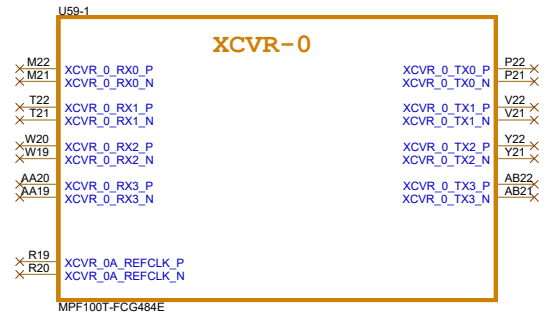 U59-1
XCVR-0
M22 XCVR_0_RX0_P XCVR_0_TX0_P P22
M21 XCVR_0_RX0_N XCVR_0_TX0_N P21
T22 XCVR_0_RX1_P XCVR_0_TX1_P V22
T21 XCVR_0_RX1_N XCVR_0_TX1_N V21
W20 XCVR_0_RX2_P XCVR_0_TX2_P Y22
W19 XCVR_0_RX2_N XCVR_0_TX2_N Y21
AA20 XCVR_0_RX3_P XCVR_0_TX3_P AB22
AA19 XCVR_0_RX3_N XCVR_0_TX3_N AB21
R19 XCVR_0A_REFCLK_P
R20 XCVR_0A_REFCLK_N
MPF100T-FCG484E